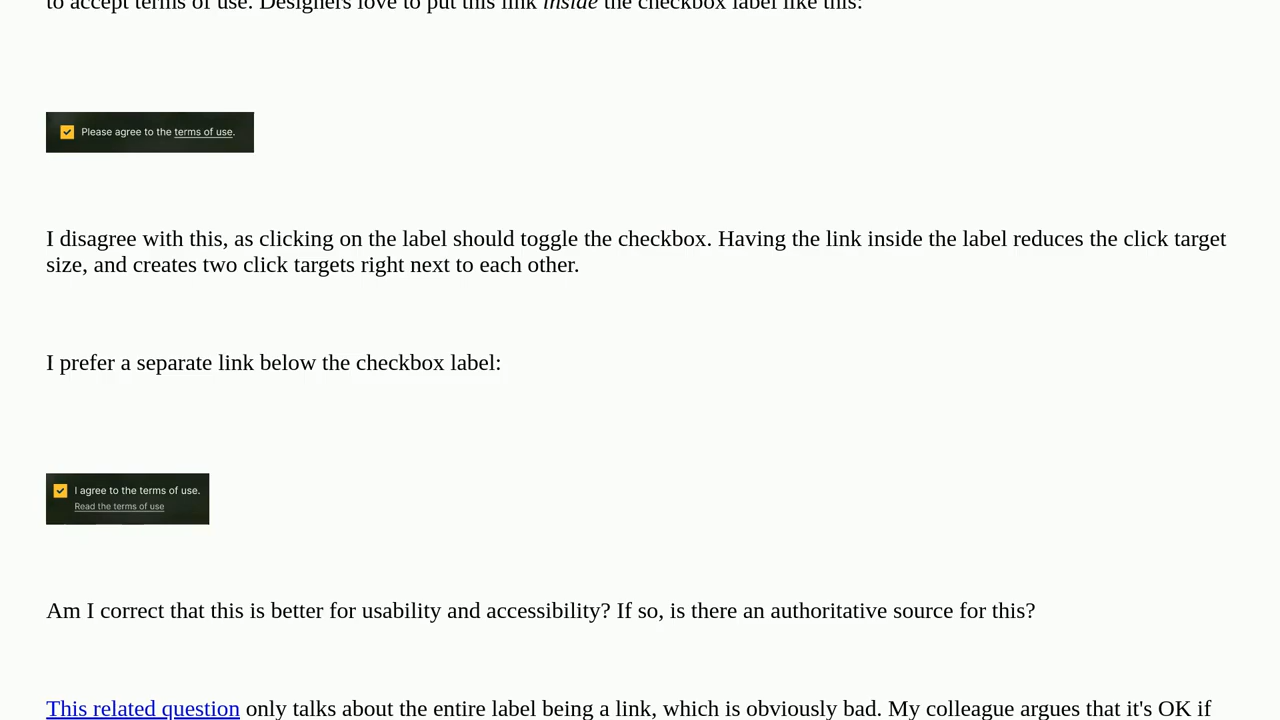 to accept terms of use. Designers love to put this link inside the checkbox label like this:
Please agree to the terms of use.
I disagree with this, as clicking on the label should toggle the checkbox. Having the link inside the label reduces the click target
size, and creates two click targets right next to each other.
I prefer a separate link below the checkbox label:
I agree to the terms of use.
Read the terms of use
Am I correct that this is better for usability and accessibility? If so, is there an authoritative source for this?
This related question only talks about the entire label being a link, which is obviously bad. My colleague argues that it's OK if